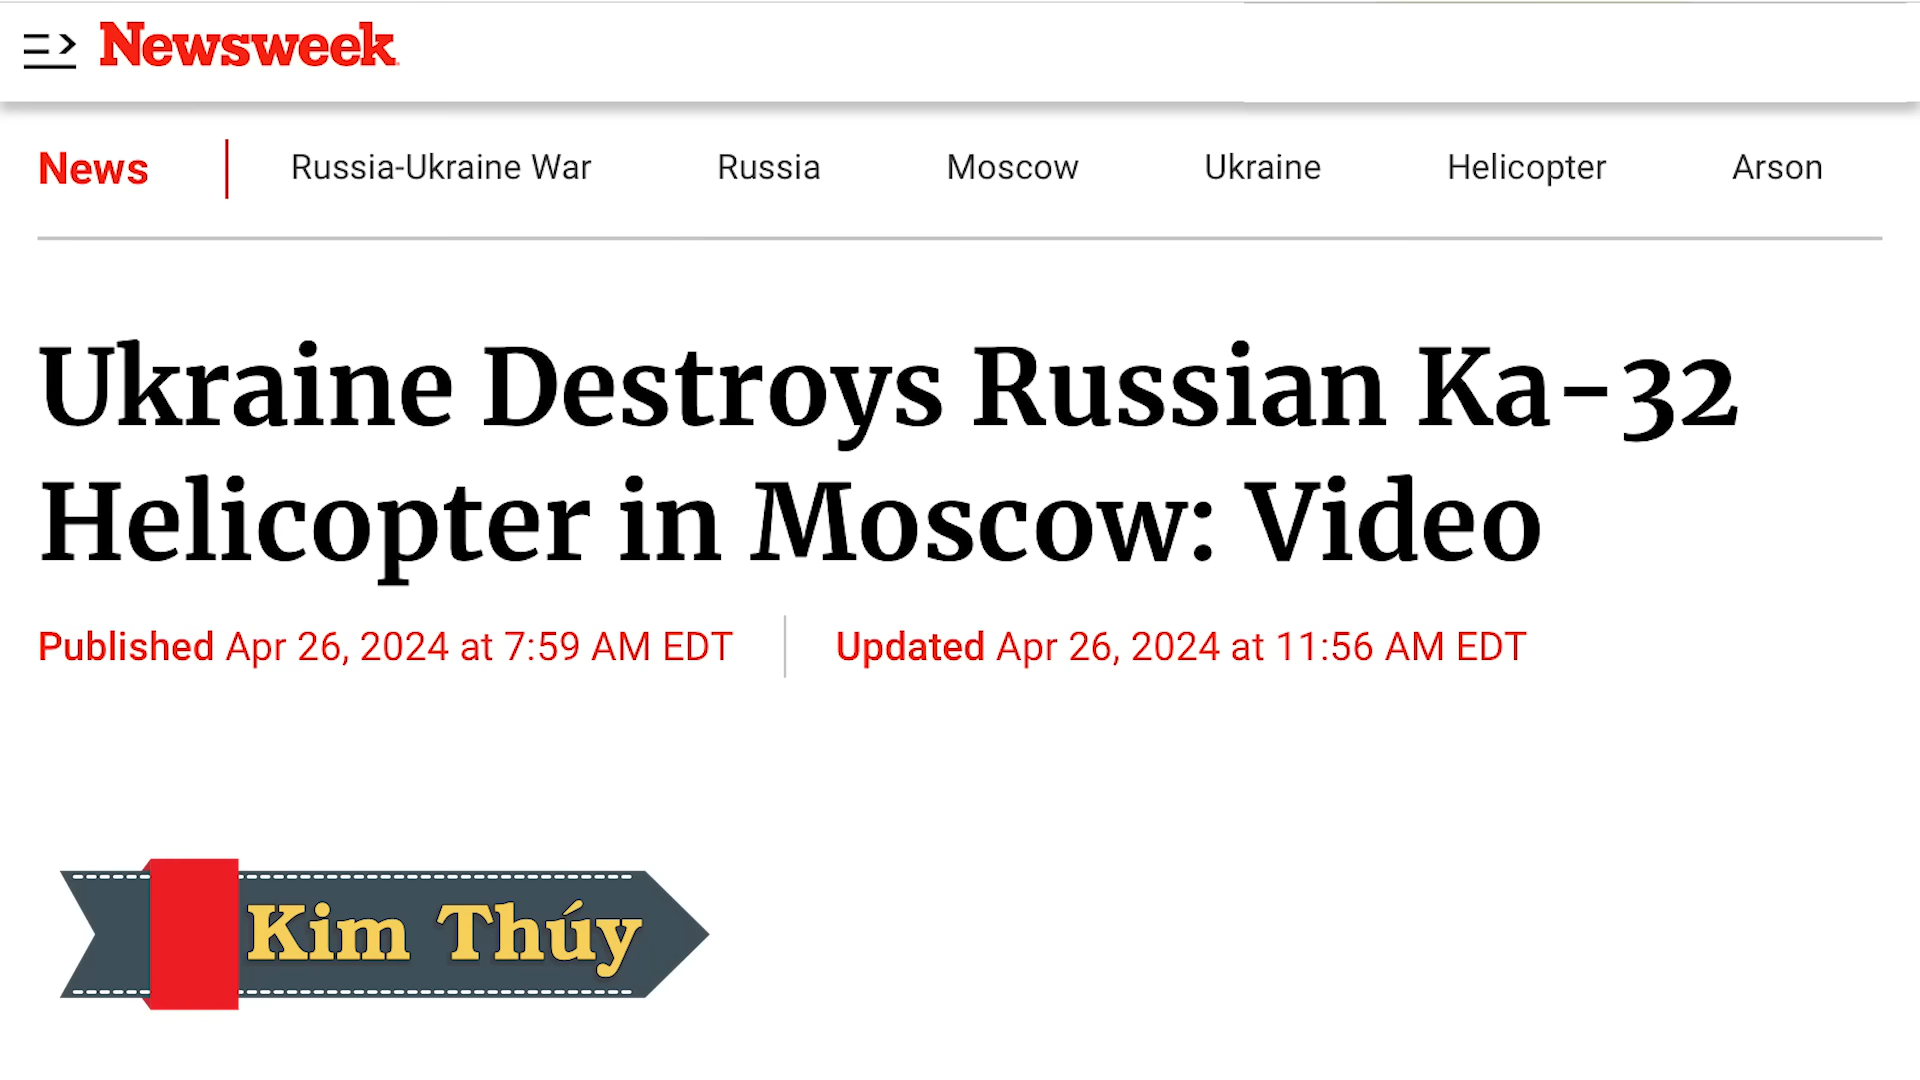 Newsweek
News Russia-Ukraine War Russia Moscow Ukraine Helicopter Arson
Ukraine Destroys Russian Ka-32
Helicopter in Moscow: Video
Published Apr 26, 2024 at 7:59 AM EDT Updated Apr 26, 2024 at 11:56 AM EDT
Kim Thúy